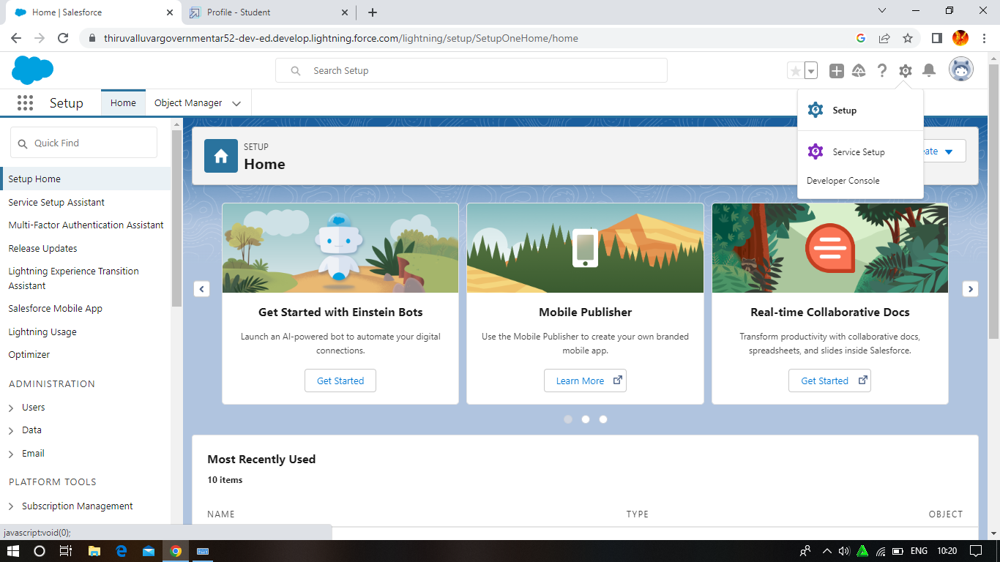 Home | Salesforce
Profile - Student
thiruvalluvargovernmentar52-dev-ed.develop.lightning.force.com/lightning/setup/SetupOneHome/home
Search Setup
Setup
Home
Object Manager
Setup
Service Setup
Developer Console
Quick Find
Setup Home
Service Setup Assistant
Multi-Factor Authentication Assistant
Release Updates
Lightning Experience Transition
Assistant
Salesforce Mobile App
Lightning Usage
Optimizer
ADMINISTRATION
Users
Data
Email
PLATFORM TOOLS
Subscription Management
SETUP
Home
Get Started with Einstein Bots
Launch an AI-powered bot to automate your digital
connections.
Get Started
Mobile Publisher
Use the Mobile Publisher to create your own branded
mobile app.
Learn More
Real-time Collaborative Docs
Transform productivity with collaborative docs,
spreadsheets, and slides inside Salesforce.
Get Started
Most Recently Used
10 items
NAME TYPE OBJECT
javascript:void(0);
ENG 10:20